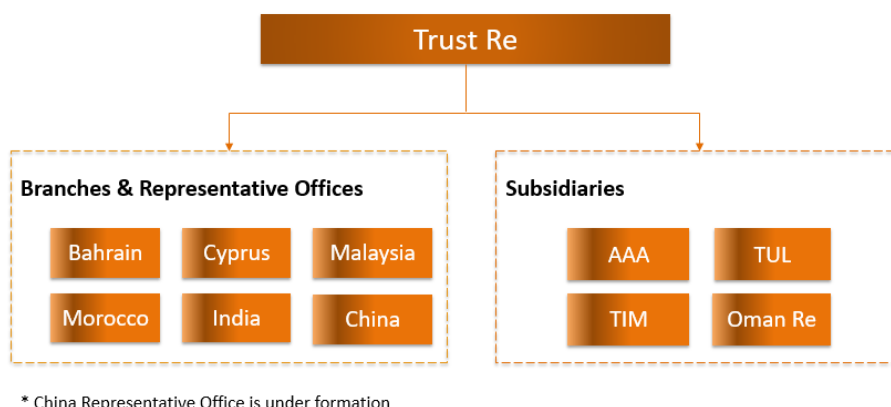 Trust Re
Branches & Representative Offices
Bahrain
Cyprus
Malaysia
Morocco
India
China
Subsidiaries
AAA
TUL
TIM
Oman Re
* China Representative Office is under formation